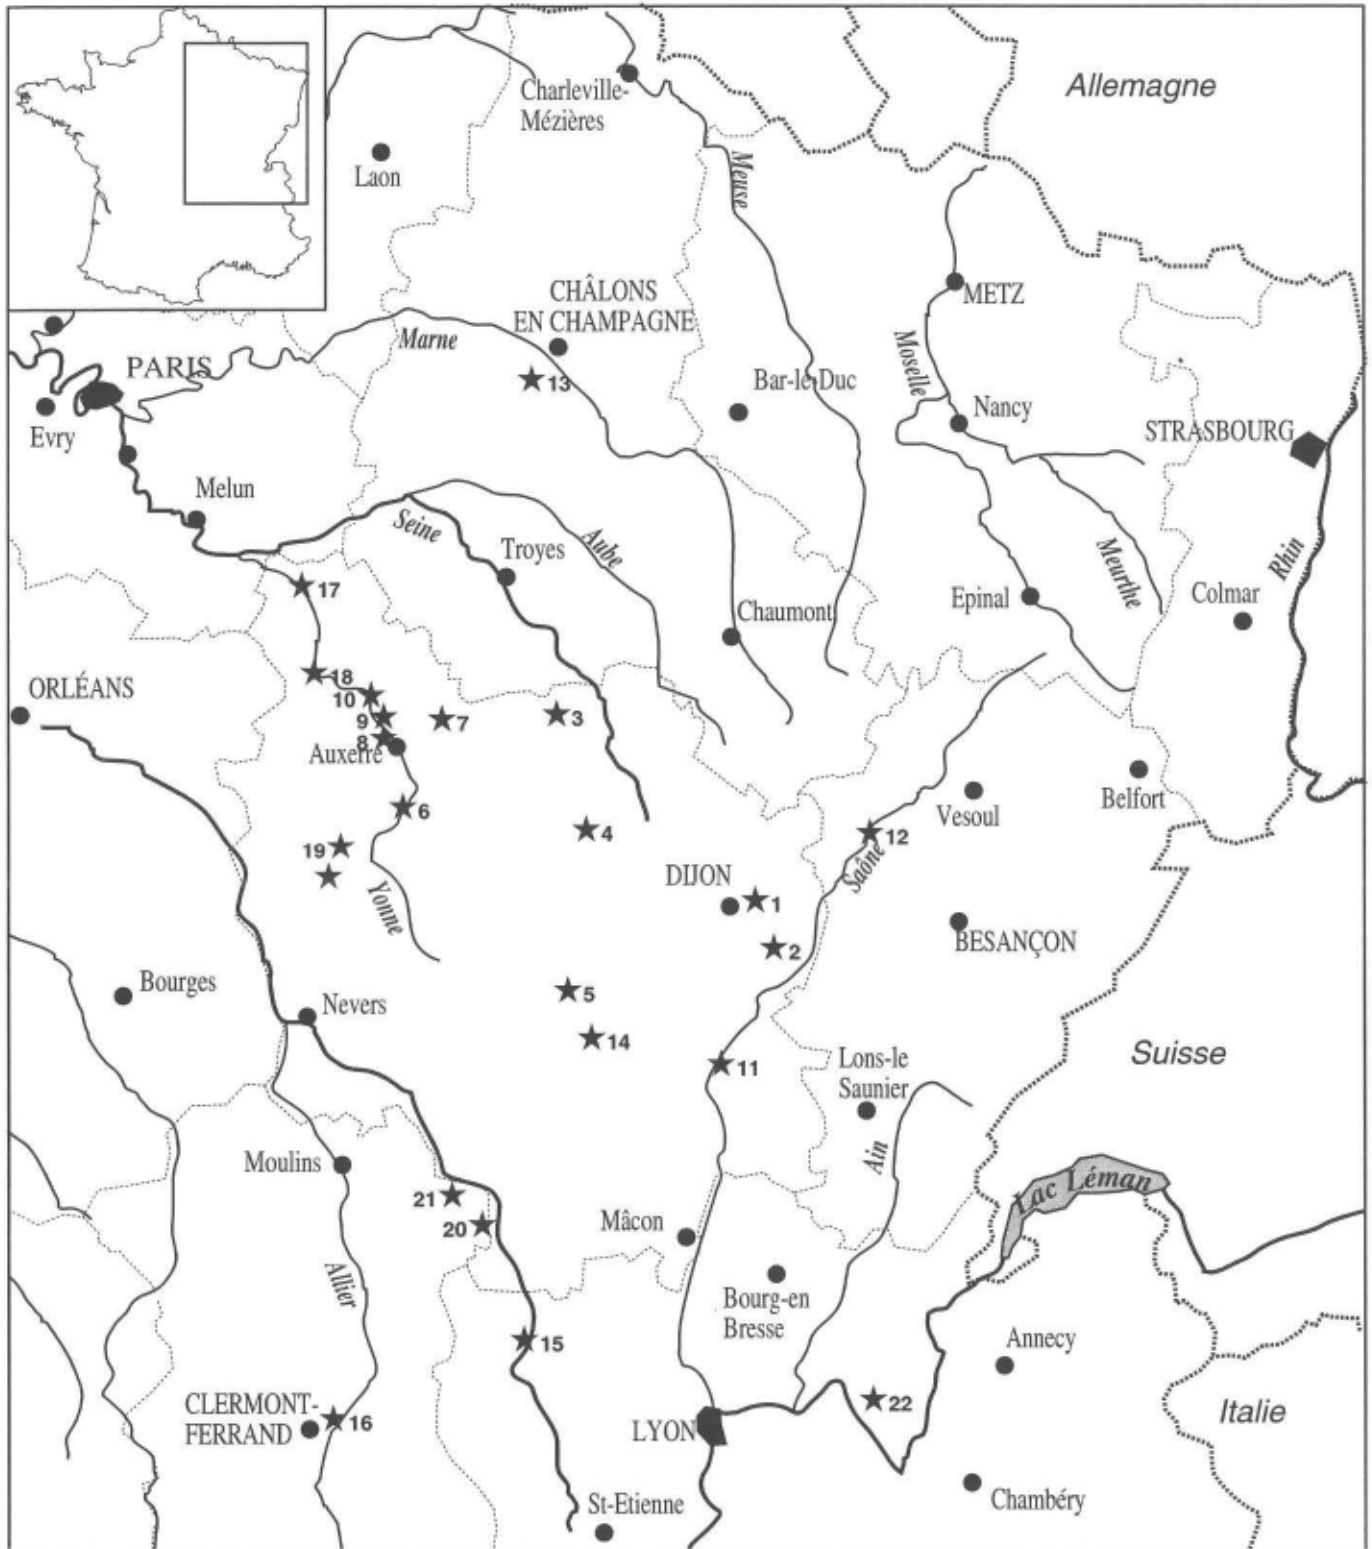 Allemagne
Charleville-
Mézières
Laon
Meuse
METZ
CHÂLONS
EN CHAMPAGNE
Marne
PARIS
13
Bar-le-Duc
Moselle
Nancy
Evry
STRASBOURG
Melun
Seine
Troyes
Aube
Meurthe
Rhin
17
Epinal
Colmar
Chaumont
18
ORLÉANS
10
9
7
3
8
Auxerre
Vesoul
Belfort
6
4
12
19
Saône
DIJON
1
Yonne
2
BESANÇON
Bourges
5
Nevers
14
Suisse
11
Lons-le
Saunier
Ain
Moulins
Lac Léman
21
20
Mâcon
Allier
Bourg-en
Bresse
15
Annecy
CLERMONT-
FERRAND
16
22
Italie
LYON
Chambéry
St-Etienne